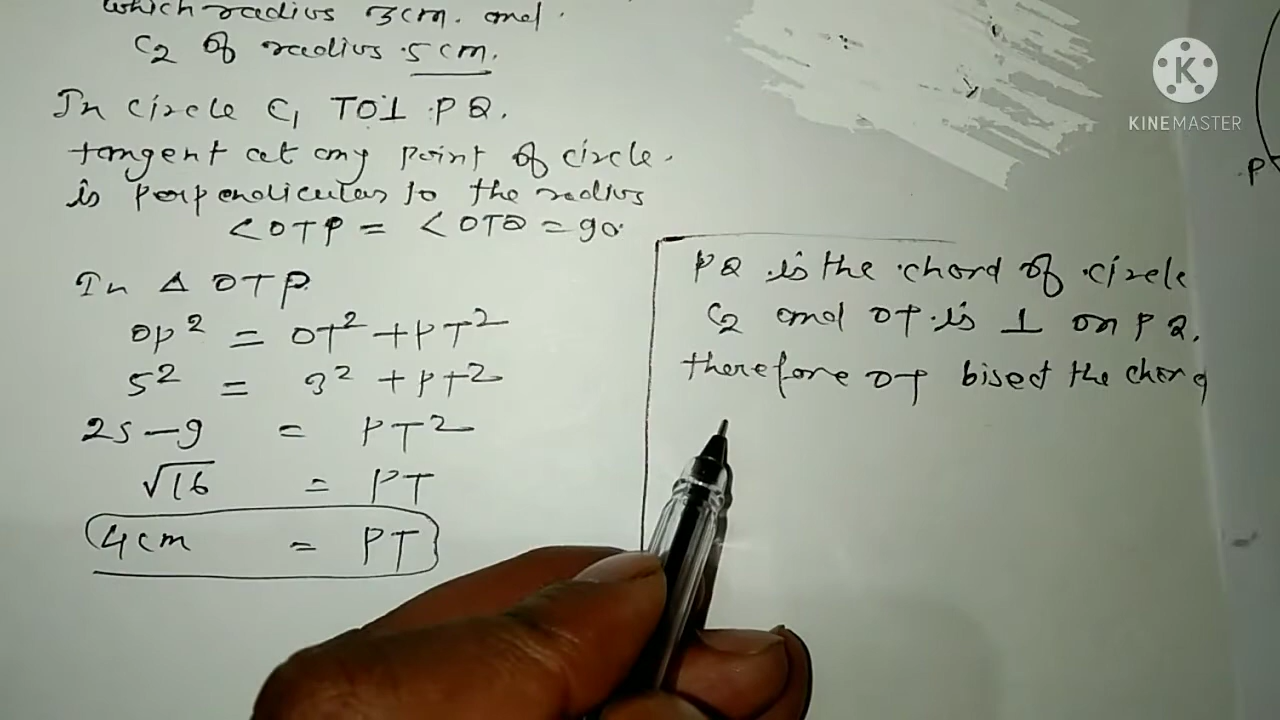 which radius 3cm. and
C2 of radius 5cm.
In circle C1 TO⊥ PQ.
tangent at any point of circle.
is perpendicular to the radius
<OTP = <OTQ = 90°
In Δ OTP
OP² = OT² + PT²
5² = 3² + PT²
25 - 9 = PT²
√16 = PT
4cm = PT
PQ is the chord of circle
C2 and OT is ⊥ on PQ.
therefore OT bisect the chord
K
KINEMASTER
P